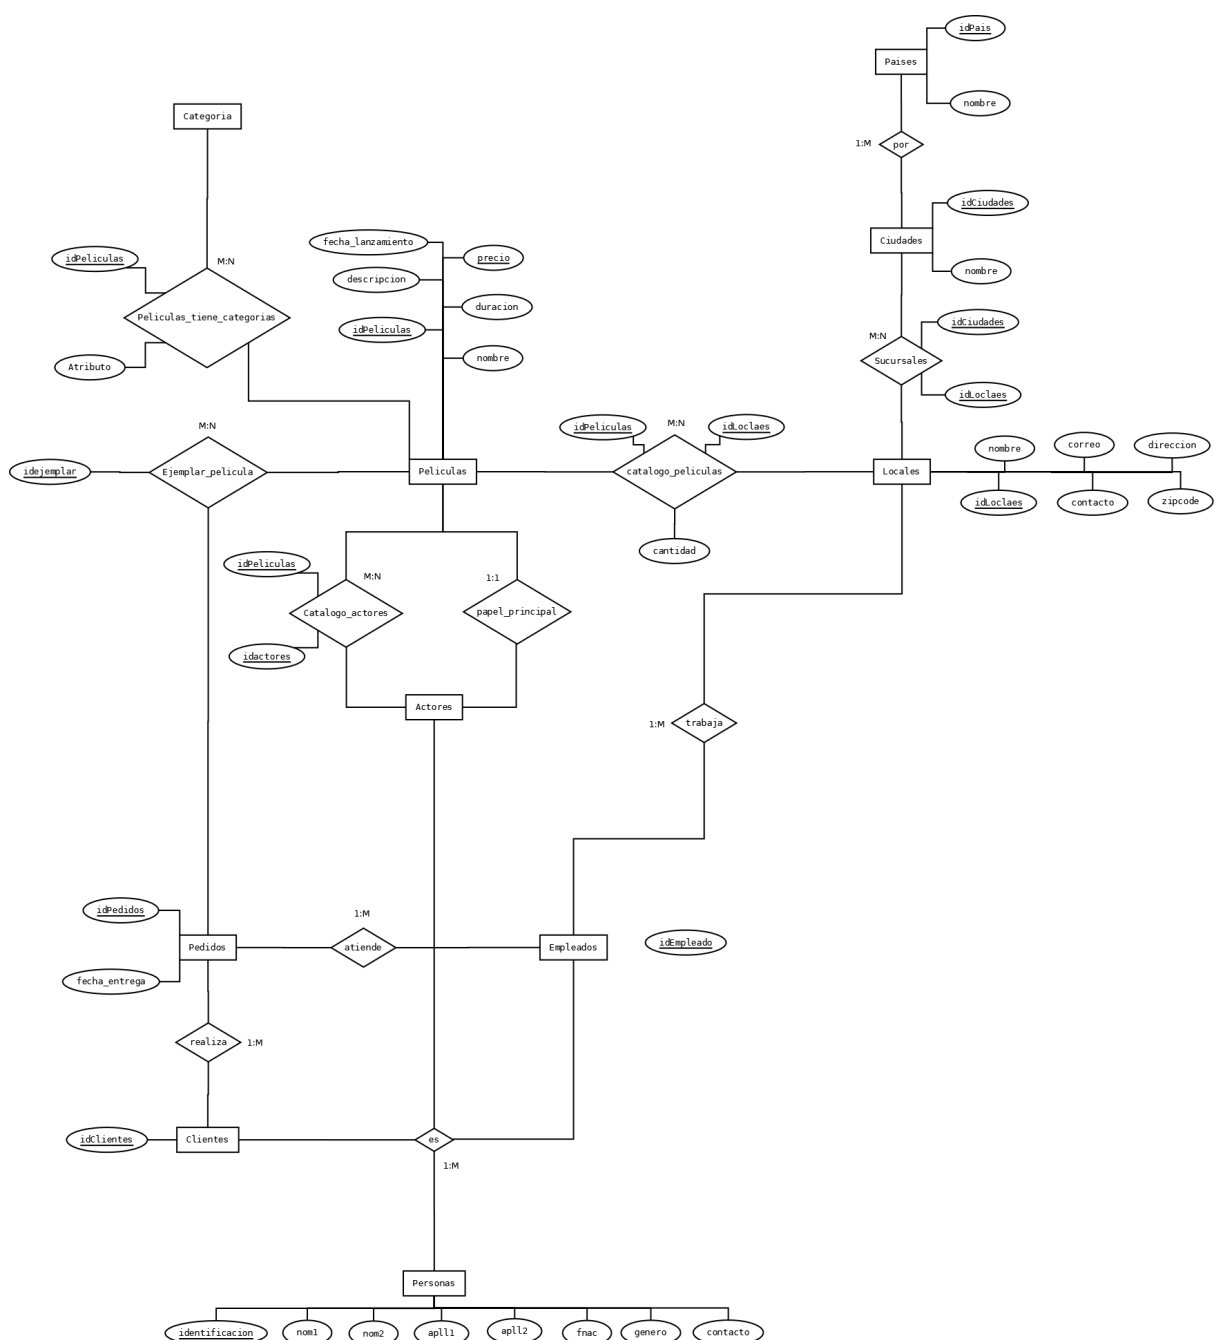 idPais
Paises
nombre
Categoria
por
1:M
idCiudades
Ciudades
fecha_lanzamiento
idPeliculas
M:N
precio
descripcion
nombre
duracion
Peliculas_tiene_categorias
idPeliculas
idCiudades
M:N
Sucursales
nombre
Atributo
idLoclaes
M:N
M:N
idPeliculas
idLoclaes
nombre
correo
direccion
idejemplar
Ejemplar_pelicula
Peliculas
catalogo_peliculas
Locales
idLoclaes
contacto
zipcode
cantidad
idPeliculas
M:N
1:1
Catalogo_actores
papel_principal
idactores
Actores
1:M
trabaja
idPedidos
1:M
Pedidos
atiende
Empleados
idEmpleado
fecha_entrega
realiza
1:M
idClientes
Clientes
es
1:M
Personas
identificacion
nom1
nom2
apll1
apll2
fnac
genero
contacto